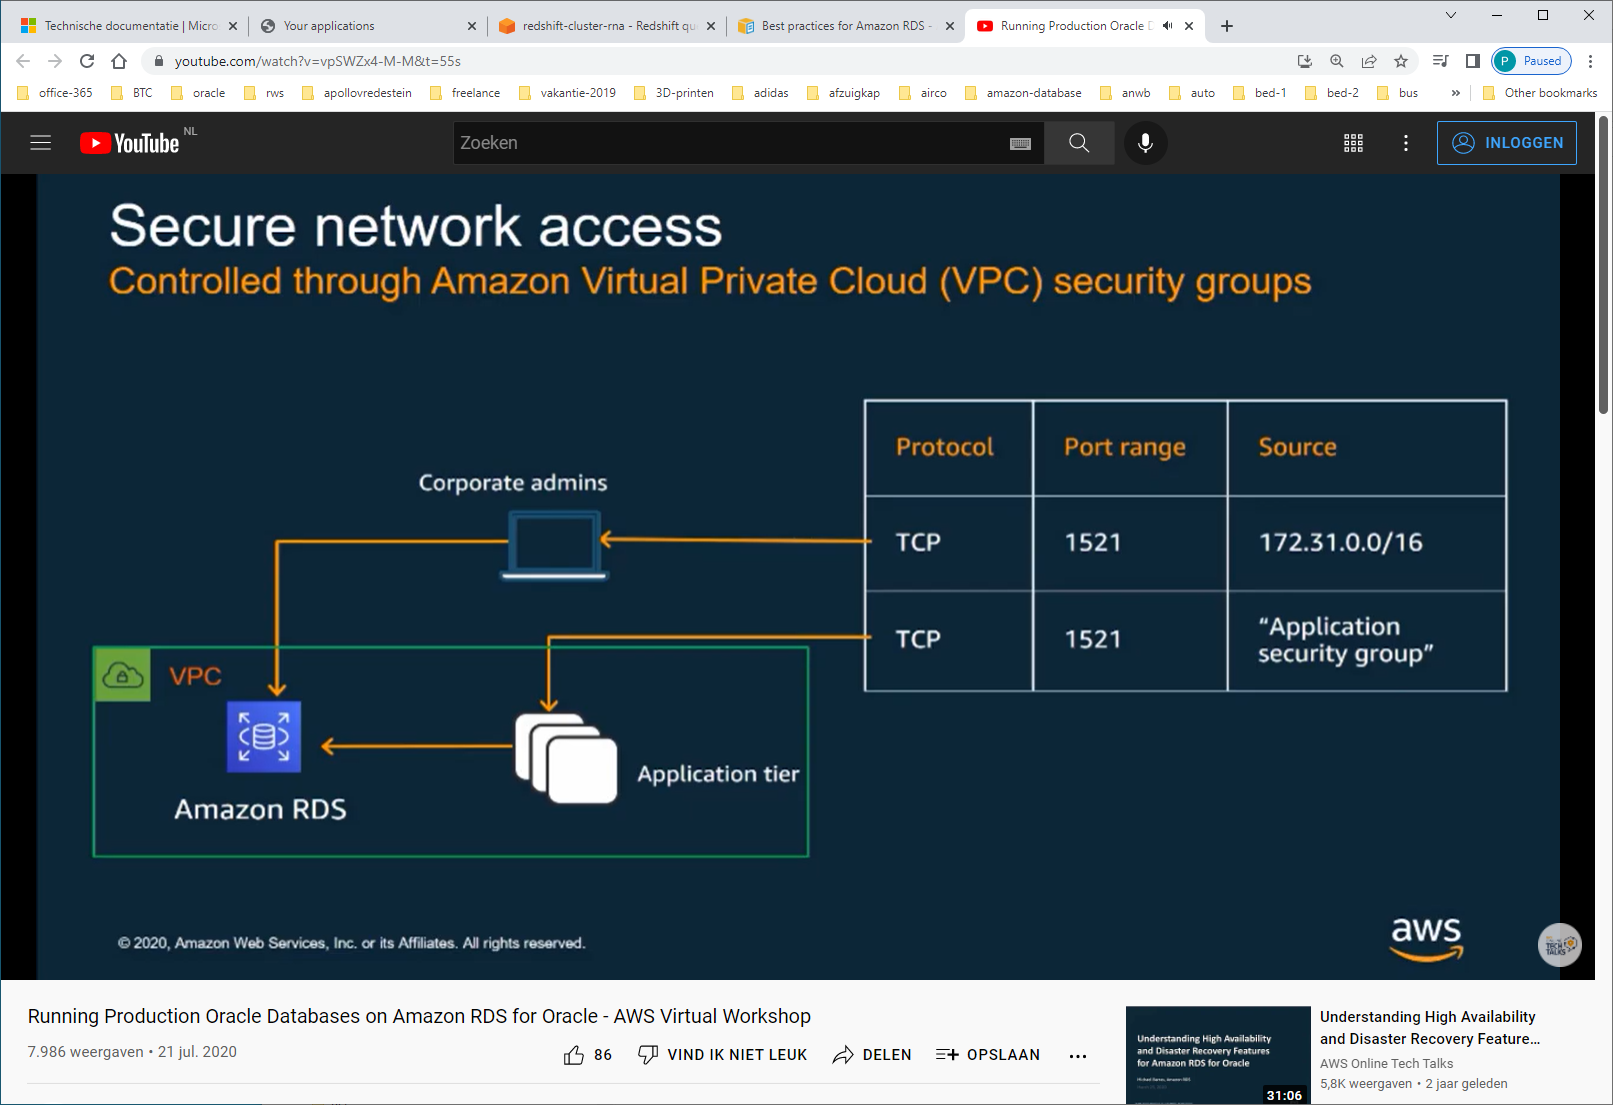 Technische documentatie | Micro
Your applications
redshift-cluster-rna - Redshift qu
Best practices for Amazon RDS -
Running Production Oracle D
youtube.com/watch?v=vpSWZx4-M-M&t=55s
P Paused
office-365 BTC oracle rws apollovredestein freelance vakantie-2019 3D-printen adidas afzuigkap airco amazon-database anwb auto bed-1 bed-2 bus » Other bookmarks
YouTube NL
Zoeken
INLOGGEN
Secure network access
Controlled through Amazon Virtual Private Cloud (VPC) security groups
Protocol Port range Source
Corporate admins
TCP 1521 172.31.0.0/16
TCP 1521 “Application
security group”
VPC
Application tier
Amazon RDS
© 2020, Amazon Web Services, Inc. or its Affiliates. All rights reserved.
aws
TECH
TALKS
Running Production Oracle Databases on Amazon RDS for Oracle - AWS Virtual Workshop
7.986 weergaven • 21 jul. 2020
86 VIND IK NIET LEUK DELEN OPSLAAN
Understanding High Availability
and Disaster Recovery Features
for Amazon RDS for Oracle
31:06
Understanding High Availability
and Disaster Recovery Feature...
AWS Online Tech Talks
5,8K weergaven • 2 jaar geleden